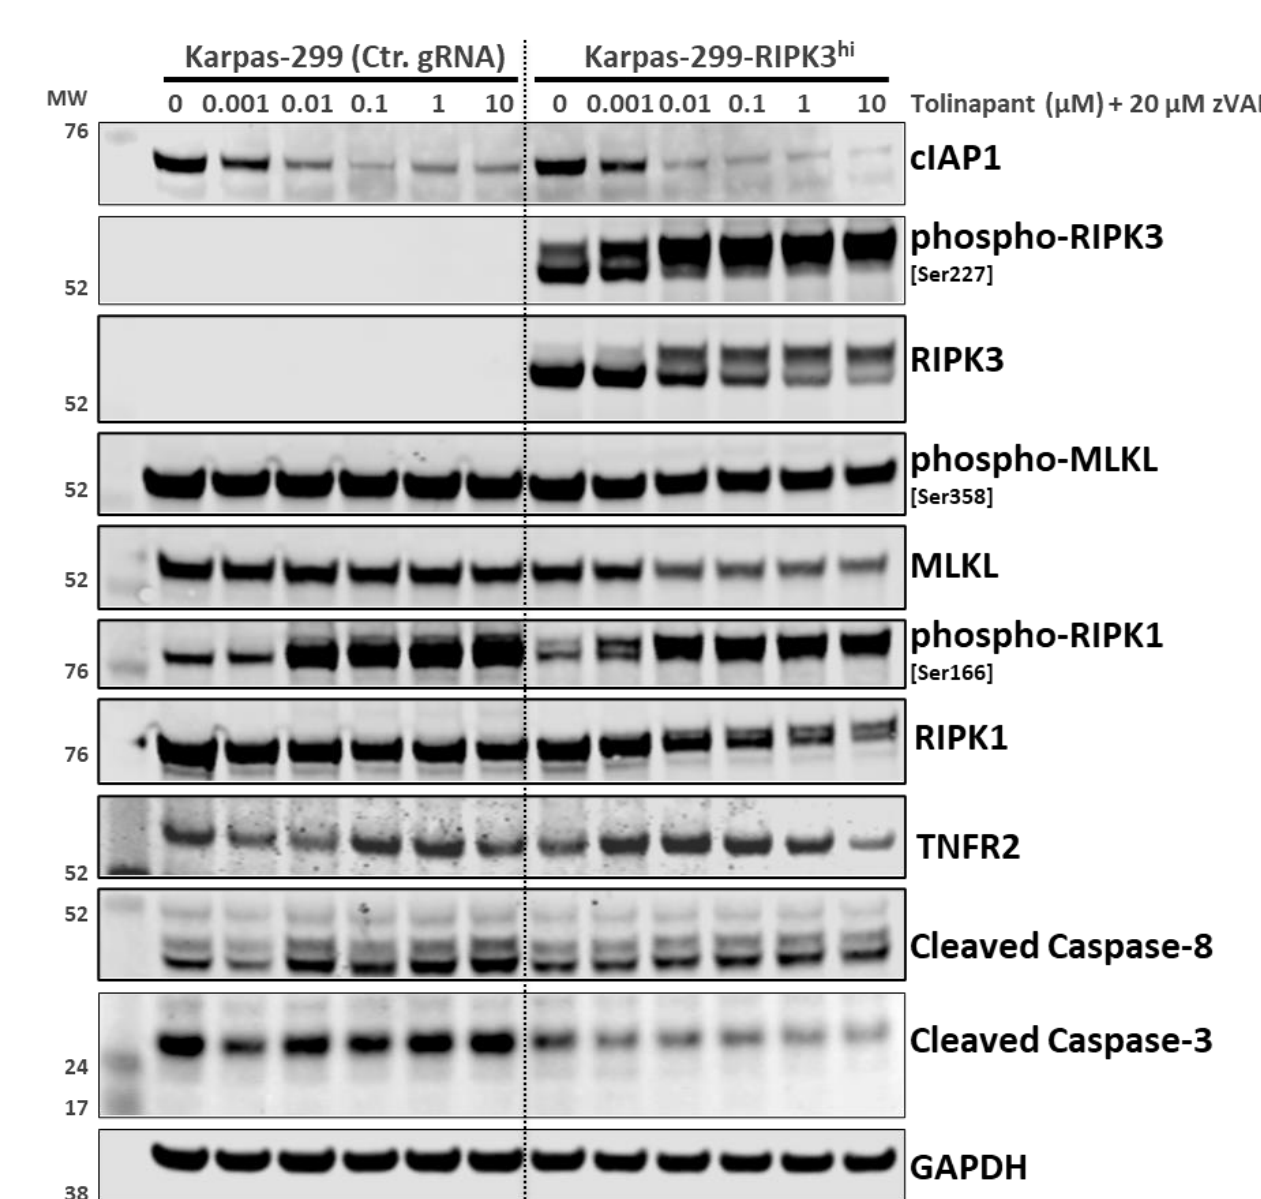 Karpas-299 (Ctr. gRNA) Karpas-299-RIPK3hi
MW 0 0.001 0.01 0.1 1 10 0 0.001 0.01 0.1 1 10 Tolinapant (µM) + 20 µM zVA
76 cIAP1
phospho-RIPK3
[Ser227]
52
RIPK3
52
phospho-MLKL
52 [Ser358]
MLKL
52
phospho-RIPK1
76 [Ser166]
RIPK1
76
TNFR2
52
52
Cleaved Caspase-8
Cleaved Caspase-3
24
17
GAPDH
38